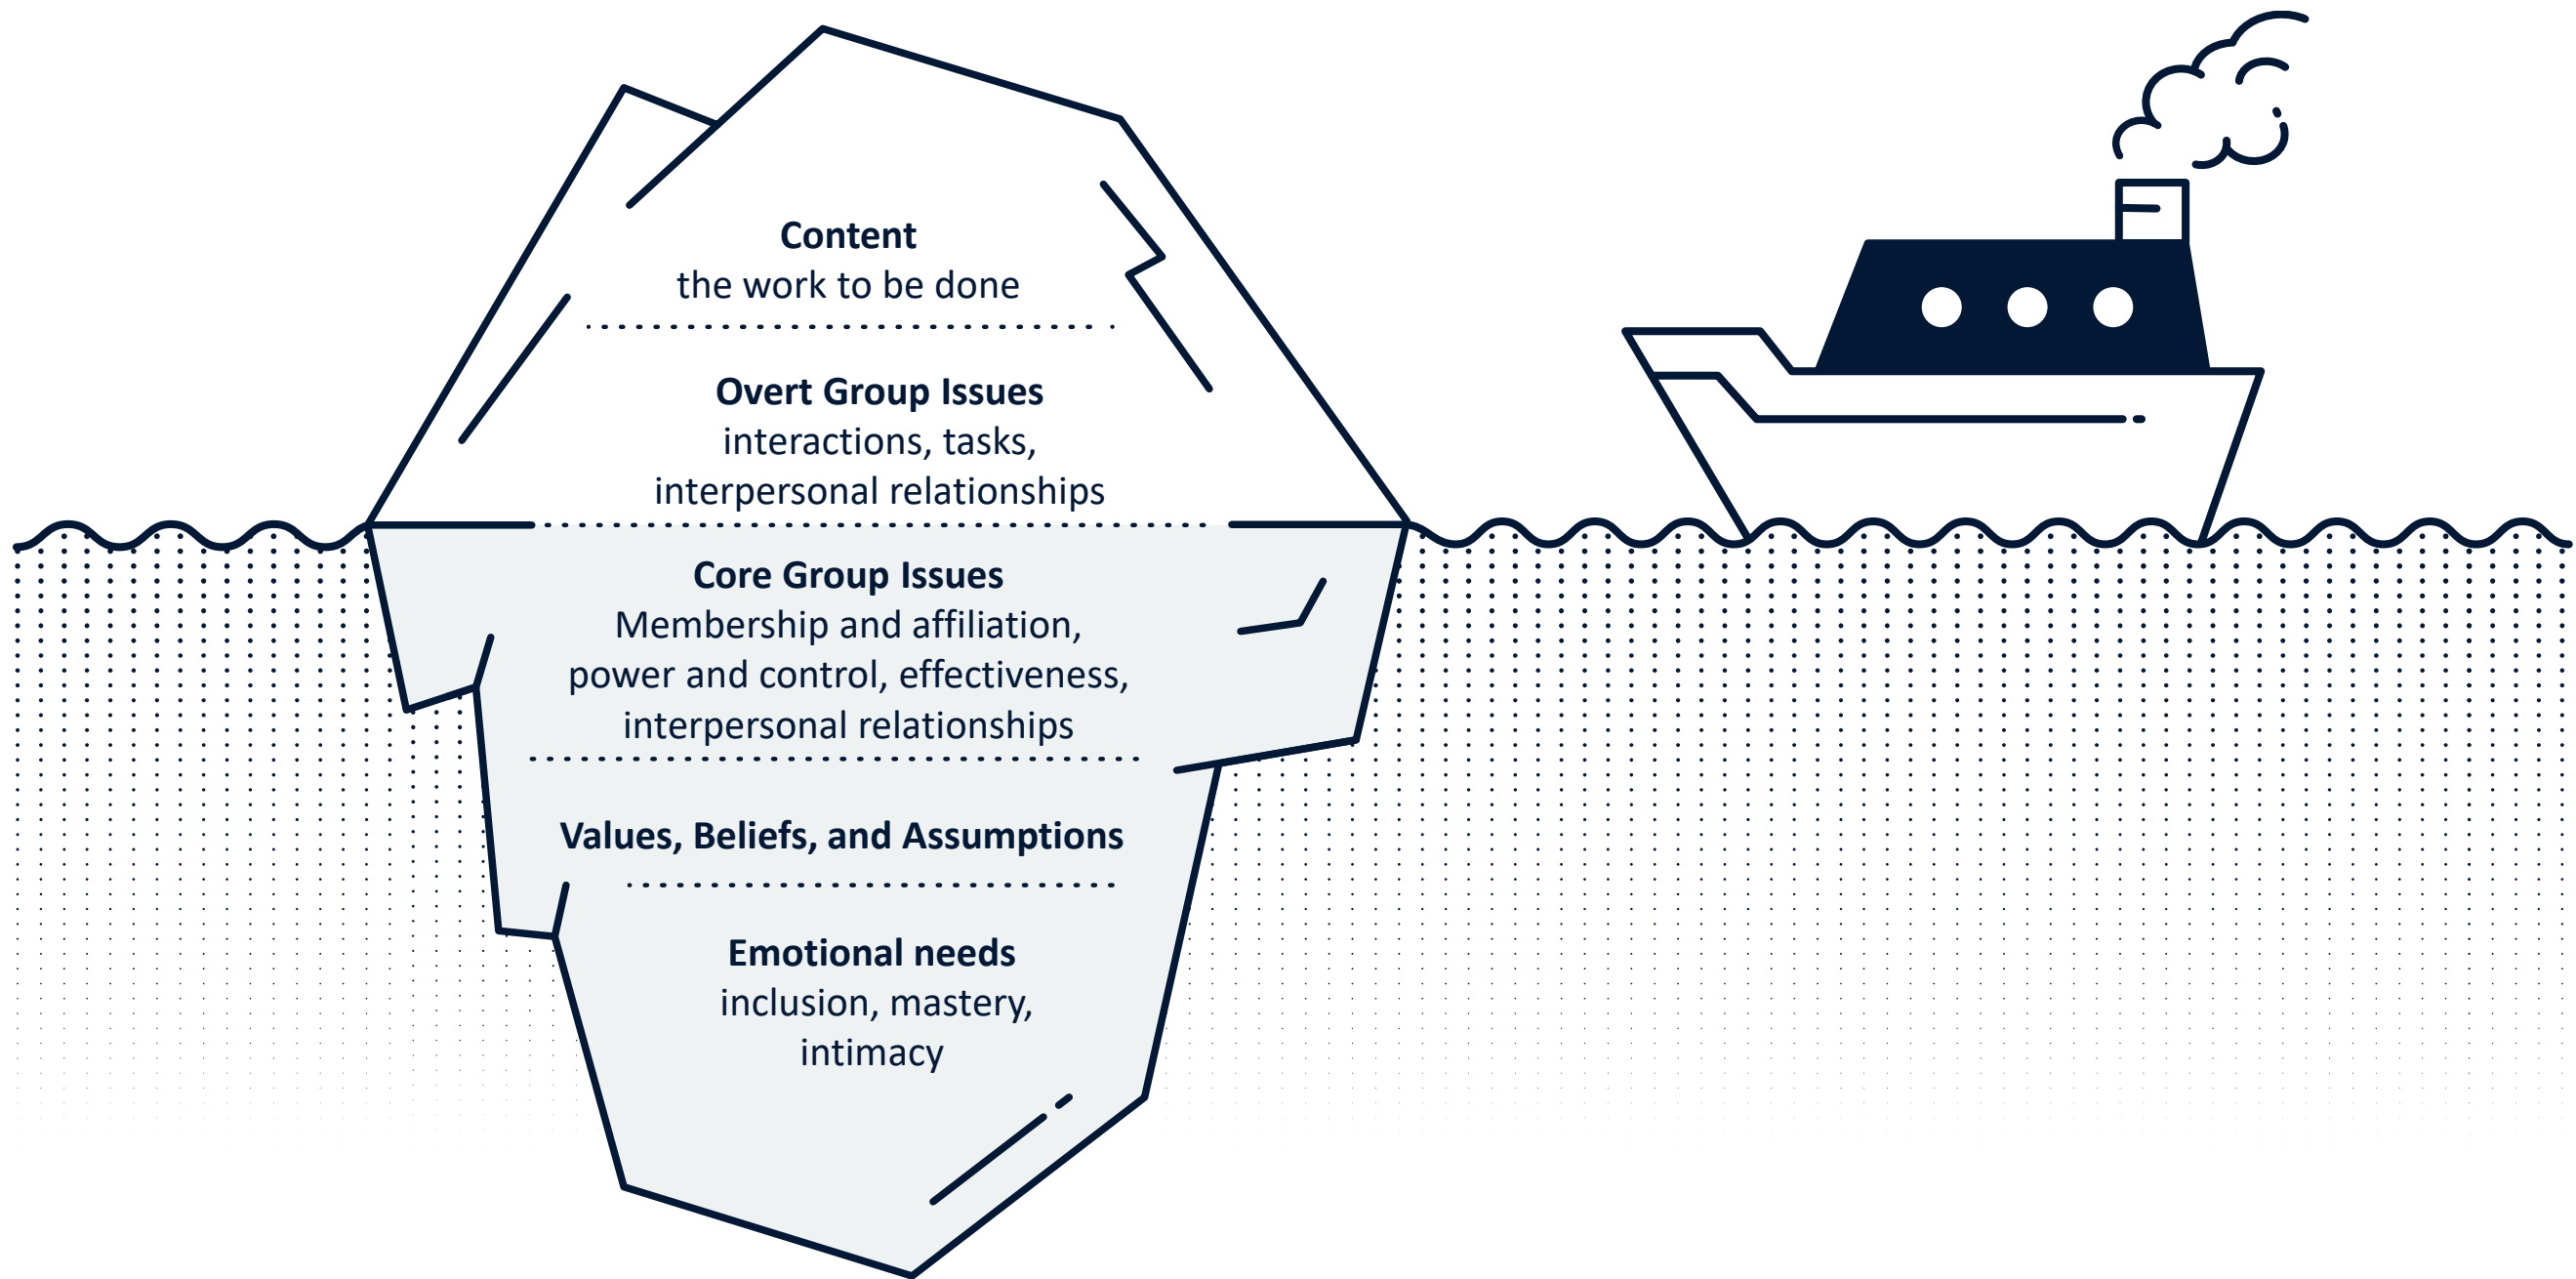 Content
the work to be done
Overt Group Issues
interactions, tasks,
interpersonal relationships
Core Group Issues
Membership and affiliation,
power and control, effectiveness,
interpersonal relationships
Values, Beliefs, and Assumptions
Emotional needs
inclusion, mastery,
intimacy